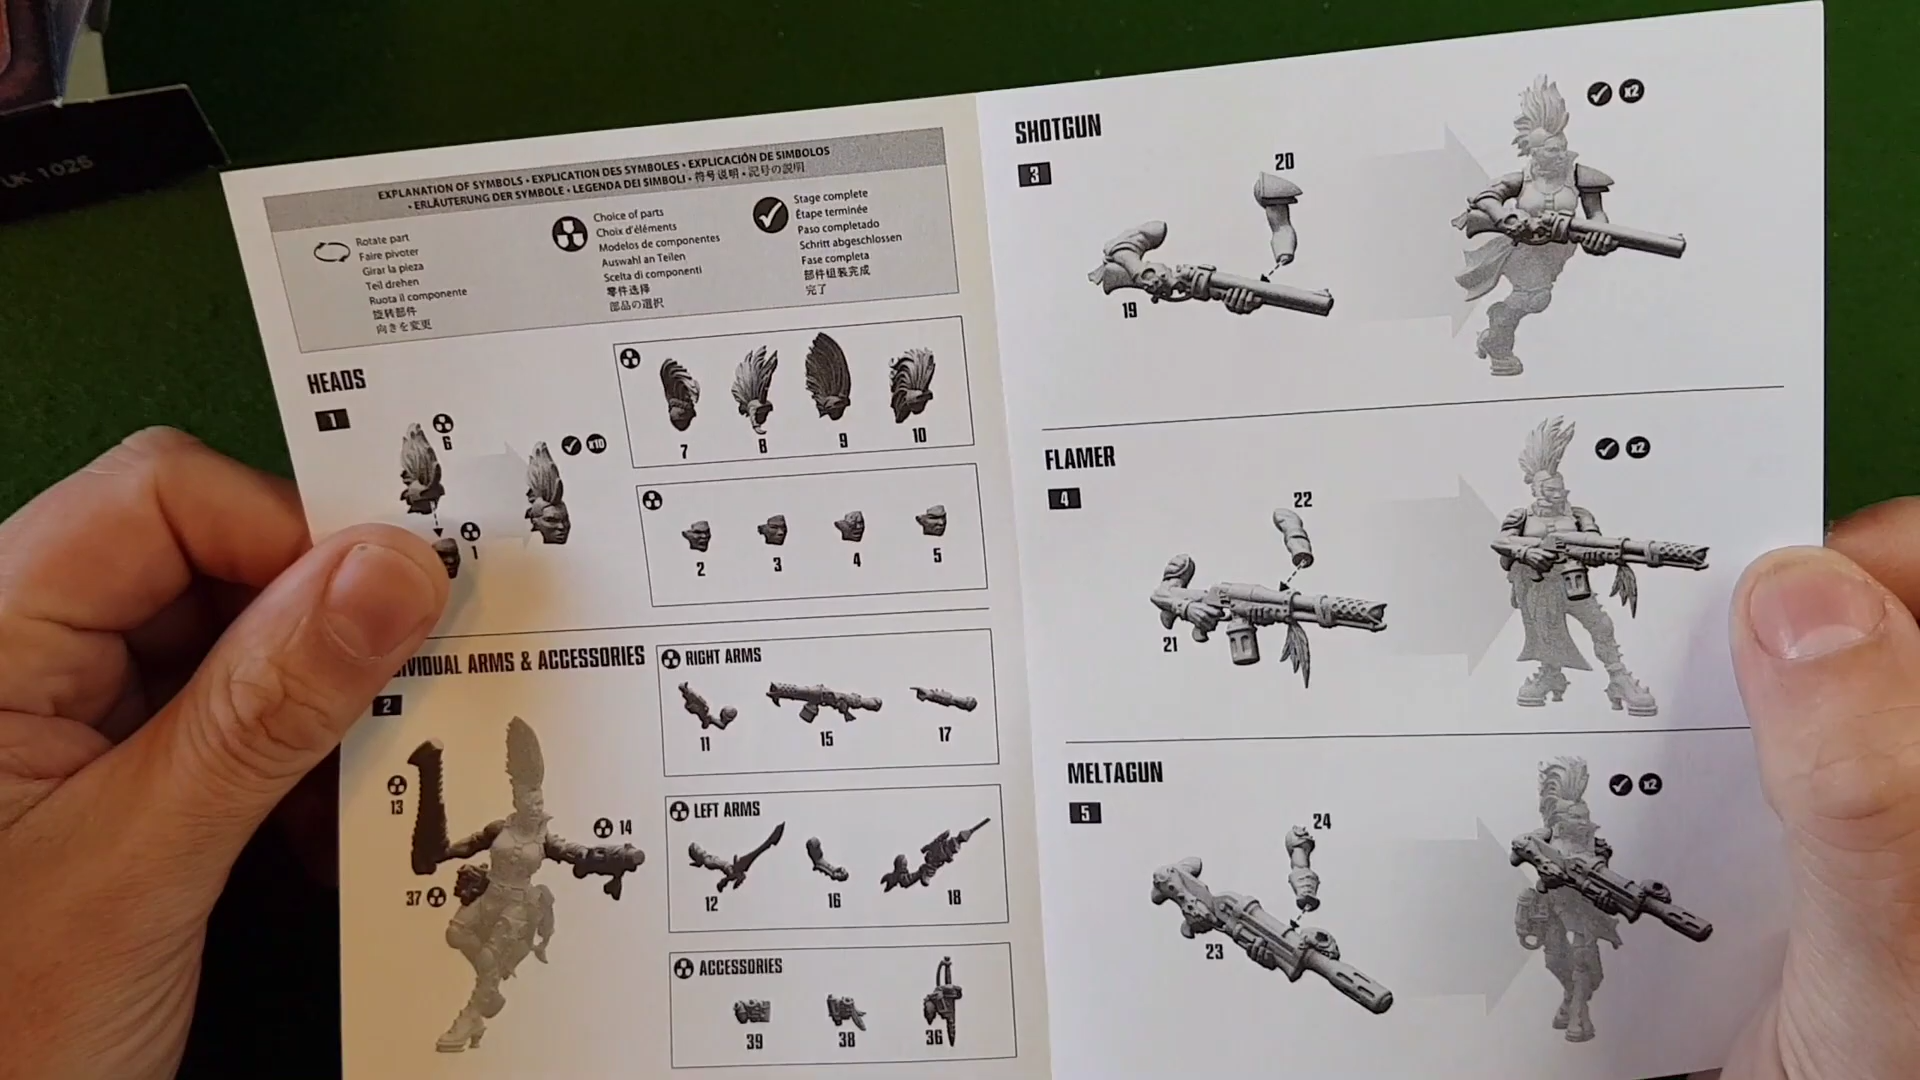 UK 1026
EXPLANATION OF SYMBOLS • EXPLICATION DES SYMBOLES • EXPLICACIÓN DE SIMBOLOS
• ERLÄUTERUNG DER SYMBOLE • LEGENDA DEI SIMBOLI • 符号说明 • 記号の説明
Rotate part
Faire pivoter
Girar la pieza
Teil drehen
Ruota il componente
旋转部件
向きを変更
Choice of parts
Choix d'éléments
Modelos de componentes
Auswahl an Teilen
Scelta di componenti
零件选择
部品の選択
Stage complete
Étape terminée
Paso completado
Schritt abgeschlossen
Fase completa
部件组装完成
完了
HEADS
1
6
x10
1
7
8
9
10
2
3
4
5
IVIDUAL ARMS & ACCESSORIES
2
13
14
37
RIGHT ARMS
11
15
17
LEFT ARMS
12
16
18
ACCESSORIES
39
38
36
SHOTGUN
3
20
19
x2
FLAMER
4
22
21
x2
MELTAGUN
5
24
23
x2